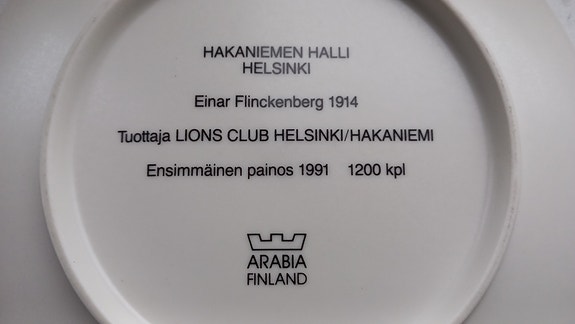 HAKANIEMEN HALLI
HELSINKI
Einar Flinckenberg 1914
Tuottaja LIONS CLUB HELSINKI/HAKANIEMI
Ensimmäinen painos 1991 1200 kpl
ARABIA
FINLAND